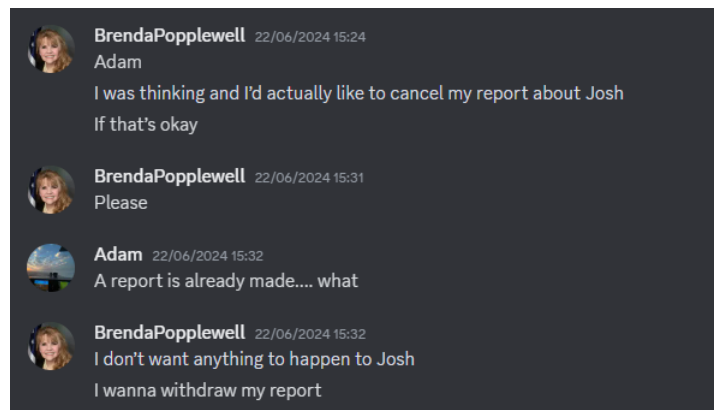 BrendaPopplewell 22/06/2024 15:24
Adam
I was thinking and I'd actually like to cancel my report about Josh
If that's okay
BrendaPopplewell 22/06/2024 15:31
Please
Adam 22/06/2024 15:32
A report is already made.... what
BrendaPopplewell 22/06/2024 15:32
I don't want anything to happen to Josh
I wanna withdraw my report